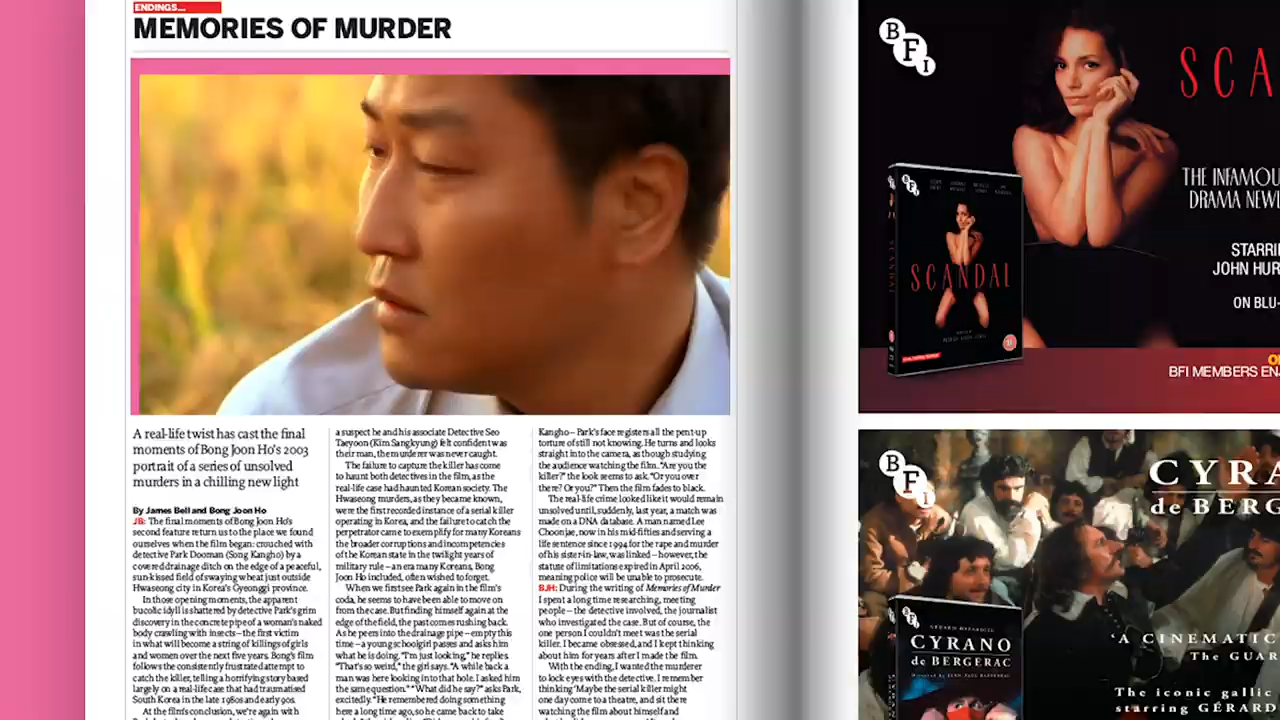 ENDINGS...
MEMORIES OF MURDER
A real-life twist has cast the final
moments of Bong Joon Ho's 2003
portrait of a series of unsolved
murders in a chilling new light
By James Bell and Bong Joon Ho
JB: The final moments of Bong Joon Ho's
second feature return us to the place we found
ourselves when the film began: crouched with
detective Park Dooman (Song Kangho) by a
covered drainage ditch on the edge of a peaceful,
sun-kissed field of swaying wheat just outside
Hwaseong city in Korea's Gyeonggi province.
In those opening moments, the apparent
bucolic idyll is shattered by detective Park's grim
discovery in the concrete pipe of a woman's naked
body crawling with insects – the first victim
in what will become a string of killings of girls
and women over the next five years. Bong's film
follows the consistently frustrated attempt to
catch the killer, telling a horrifying story based
largely on a real-life case that had traumatised
South Korea in the late 1980s and early 90s.
At the film's conclusion, we're again with
a suspect he and his associate Detective Seo
Taeyoon (Kim Sangkyung) felt confident was
their man, the murderer was never caught.
The failure to capture the killer has come
to haunt both detectives in the film, as the
real-life case had haunted Korean society. The
Hwaseong murders, as they became known,
were the first recorded instance of a serial killer
operating in Korea, and the failure to catch the
perpetrator came to exemplify for many Koreans
the broader corruptions and incompetencies
of the Korean state in the twilight years of
military rule – an era many Koreans, Bong
Joon Ho included, often wished to forget.
When we first see Park again in the film's
coda, he seems to have been able to move on
from the case. But finding himself again at the
edge of the field, the past comes rushing back.
As he peers into the drainage pipe – empty this
time – a young schoolgirl passes and asks him
what he is doing. "I'm just looking," he replies.
"That's so weird," the girl says. "A while back a
man was here looking into that hole. I asked him
the same question." "What did he say?" asks Park,
excitedly. "He remembered doing something
here a long time ago, so he came back to take
Kangho – Park's face registers all the pent-up
torture of still not knowing. He turns and looks
straight into the camera, as though studying
the audience watching the film. "Are you the
killer?" the look seems to ask. "Or you over
there? Or you?" Then the film fades to black.
The real-life crime looked like it would remain
unsolved until, suddenly, last year, a match was
made on a DNA database. A man named Lee
Choonjae, now in his mid-fifties and serving a
life sentence since 1994 for the rape and murder
of his sister-in-law, was linked – however, the
statute of limitations expired in April 2006,
meaning police will be unable to prosecute.
BJH: During the writing of Memories of Murder
I spent a long time researching, meeting
people – the detective involved, the journalist
who investigated the case. But of course, the
one person I couldn't meet was the serial
killer. I became obsessed, and I kept thinking
about him for years after I made the film.
With the ending, I wanted the murderer
to lock eyes with the detective. I remember
thinking 'Maybe the serial killer might
one day come to a theatre, and sit there
watching the film about himself and
BFI
SCA
THE INFAMOU
DRAMA NEWL
STARRI
JOHN HUR
ON BLU-
BFI MEMBERS EN
BFI
SCANDAL
BFI
CYRA
de BERG
BFI
CYRANO
de BERGERAC
'A CINEMATIC
The GUAR
The iconic gallic
starring GÉRARD